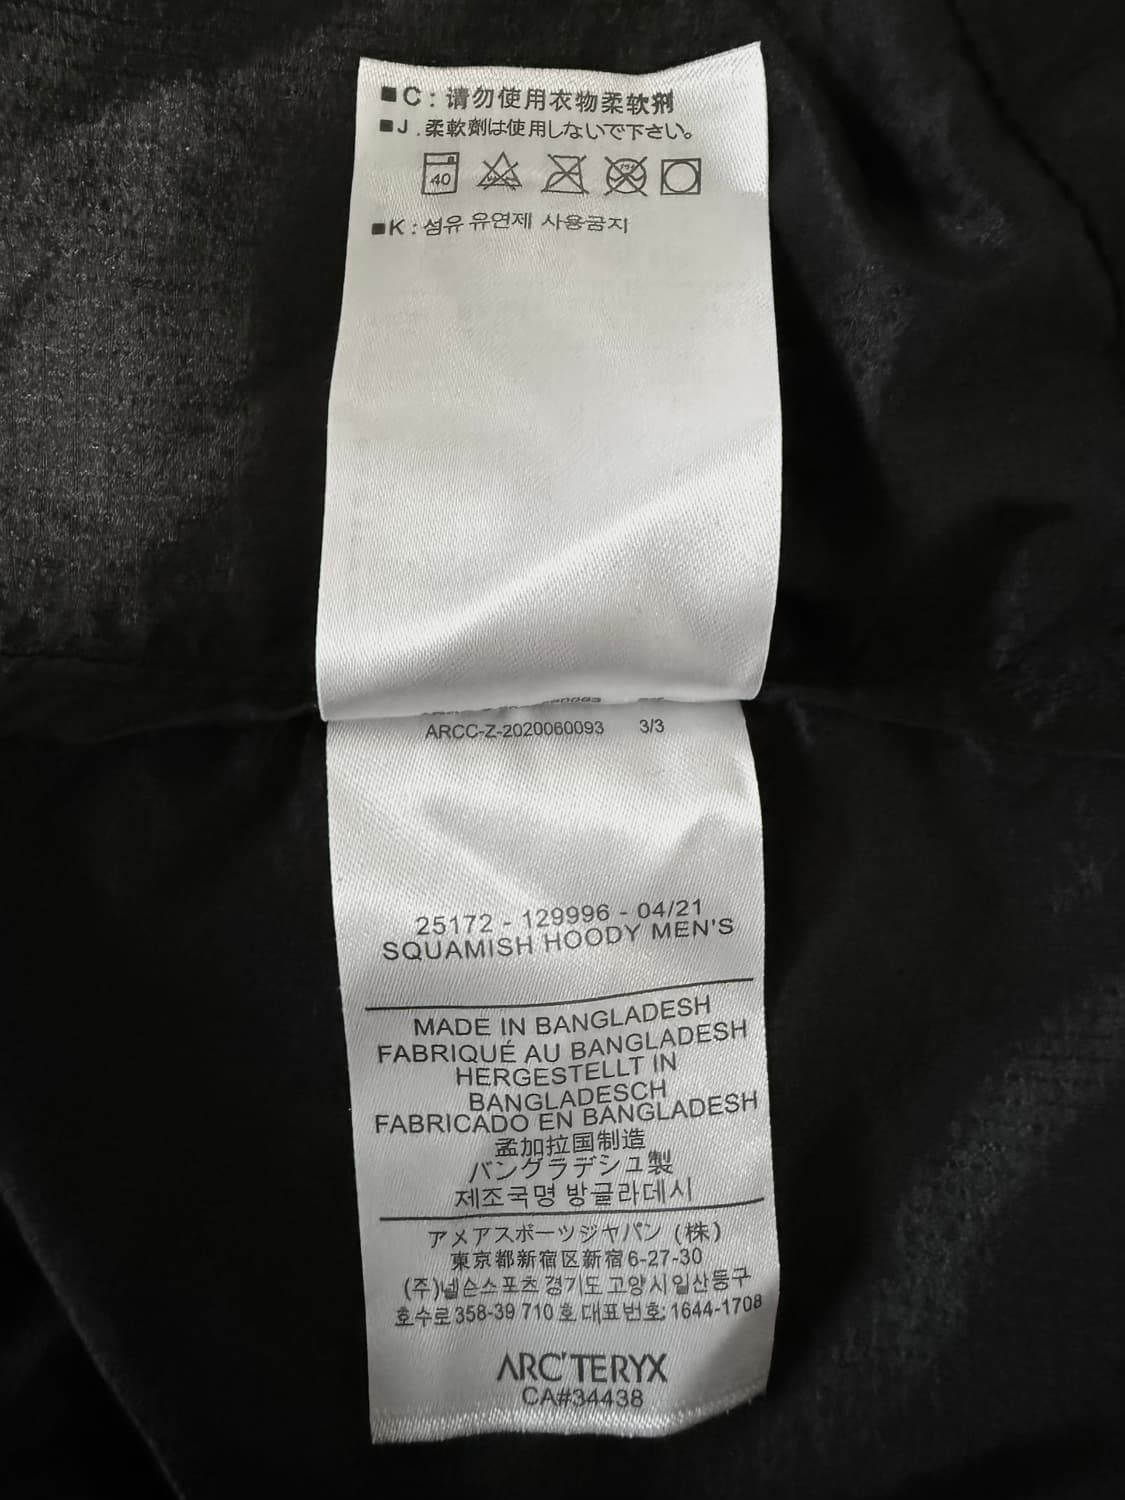 ■C：请勿使用衣物柔软剂
■J．柔軟劑は使用しないで下さい。
40
■K : 섬유 유연제 사용금지
ARCC-Z-2020060093 3/3
25172 - 129996 - 04/21
SQUAMISH HOODY MEN'S
MADE IN BANGLADESH
FABRIQUÉ AU BANGLADESH
HERGESTELLT IN
BANGLADESCH
FABRICADO EN BANGLADESH
孟加拉国制造
バングラデシュ製
제조국명 방글라데시
アメアスポーツジャパン (株)
東京都新宿区新宿6-27-30
(주)넬슨스포츠 경기도 고양시일산동구
호수로 358-39 710 호 대표번호: 1644-1708
ARC'TERYX
CA#34438